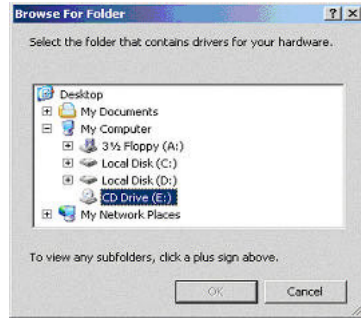 Browse For Folder
Select the folder that contains drivers for your hardware.
Desktop
My Documents
My Computer
3½ Floppy (A:)
Local Disk (C:)
Local Disk (D:)
CD Drive (E:)
My Network Places
To view any subfolders, click a plus sign above.
OK Cancel